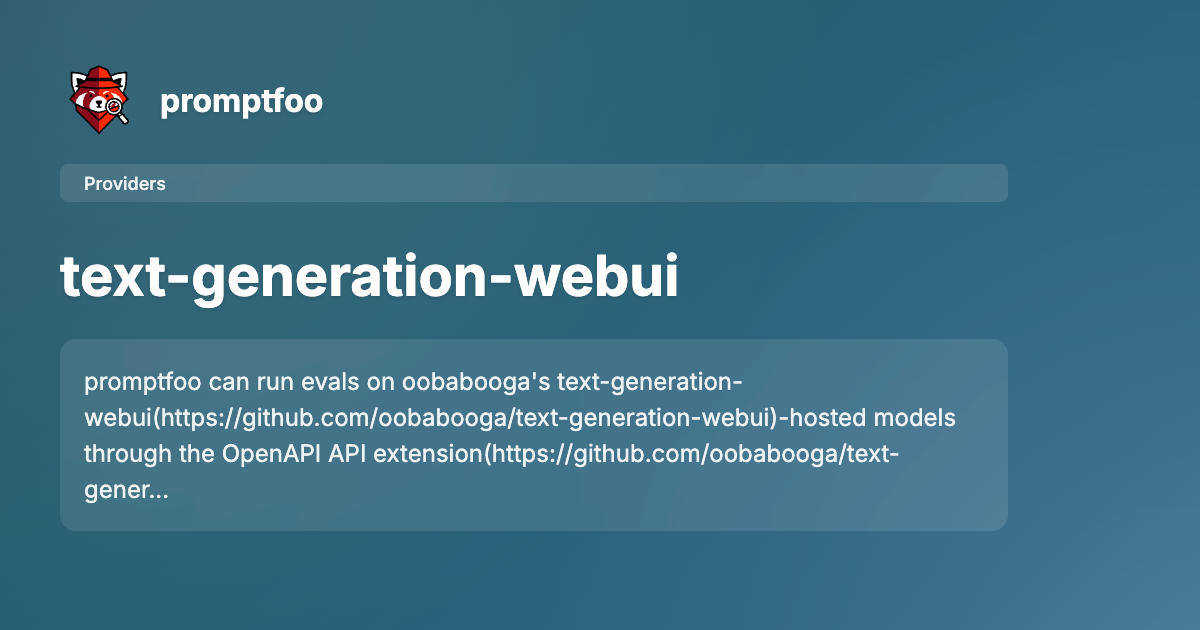 promptfoo
Providers
text-generation-webui
promptfoo can run evals on oobabooga's text-generation-
webui(https://github.com/oobabooga/text-generation-webui)-hosted models
through the OpenAPI API extension(https://github.com/oobabooga/text-
gener...